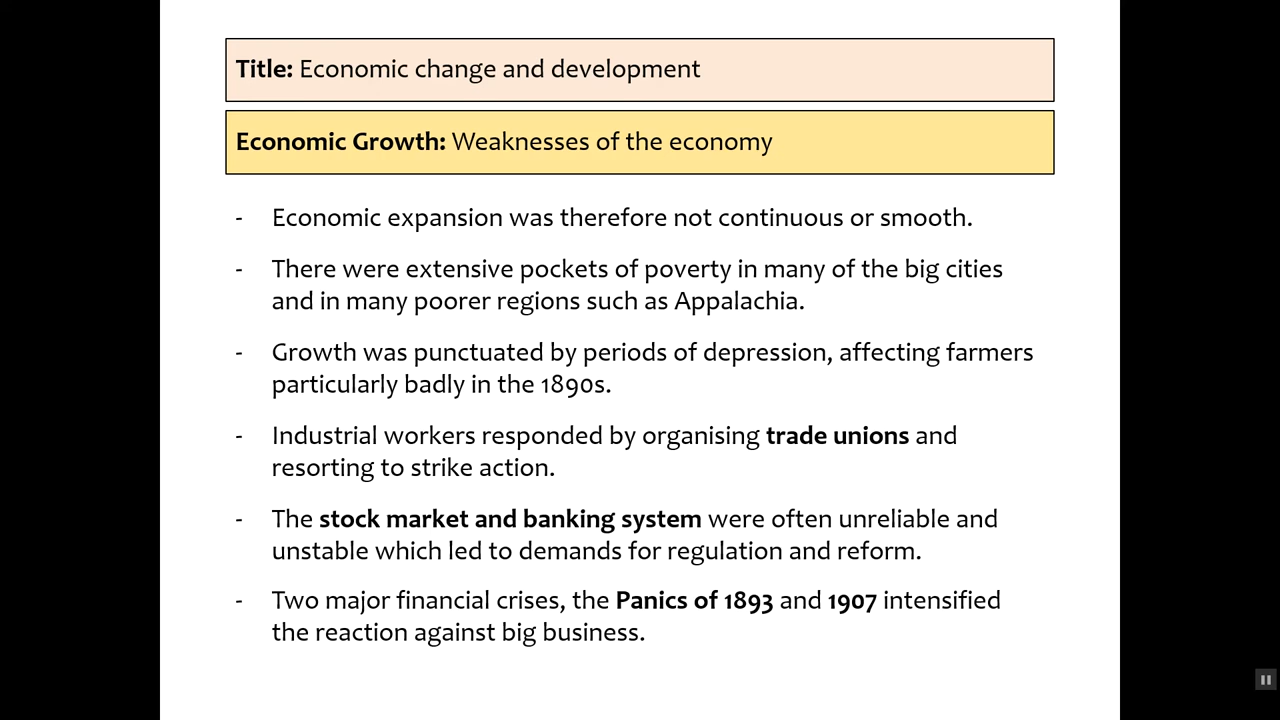 Title: Economic change and development
Economic Growth: Weaknesses of the economy
- Economic expansion was therefore not continuous or smooth.
- There were extensive pockets of poverty in many of the big cities
and in many poorer regions such as Appalachia.
- Growth was punctuated by periods of depression, affecting farmers
particularly badly in the 1890s.
- Industrial workers responded by organising trade unions and
resorting to strike action.
- The stock market and banking system were often unreliable and
unstable which led to demands for regulation and reform.
- Two major financial crises, the Panics of 1893 and 1907 intensified
the reaction against big business.